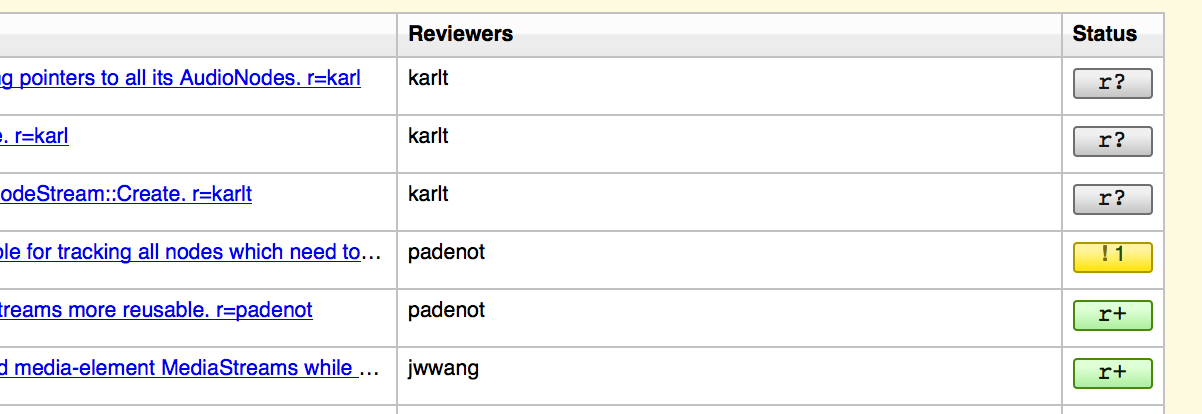 Reviewers Status
pointers to all its AudioNodes. r=karl karlt r?
. r=karl karlt r?
odeStream::Create. r=karlt karlt r?
for tracking all nodes which need to… padenot !1
treams more reusable. r=padenot padenot r+
media-element MediaStreams while … jwwang r+